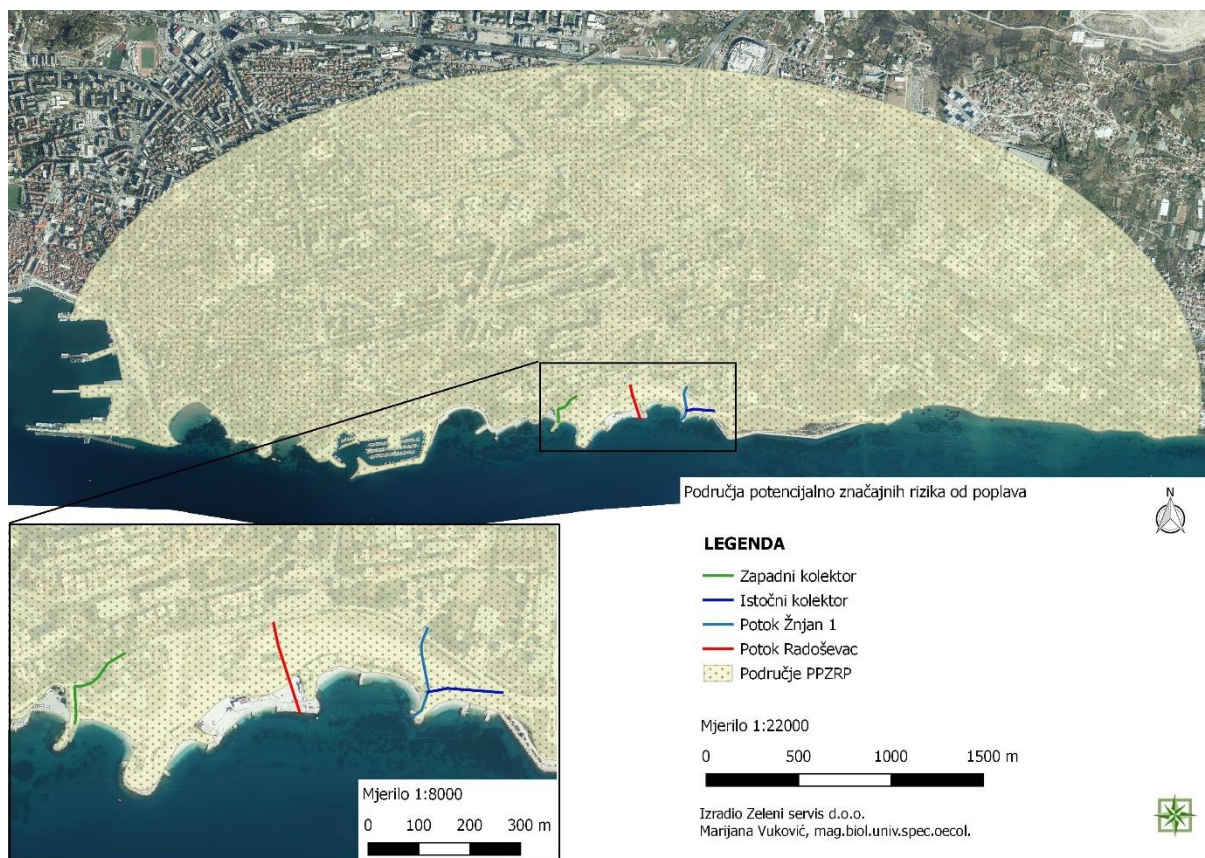 Područja potencijalno značajnih rizika od poplava
N
LEGENDA
Zapadni kolektor
Istočni kolektor
Potok Žnjan 1
Potok Radoševac
Područje PPZRP
Mjerilo 1:22000
0 500 1000 1500 m
Mjerilo 1:8000
0 100 200 300 m
Izradio Zeleni servis d.o.o.
Marijana Vuković, mag.biol.univ.spec.oecol.